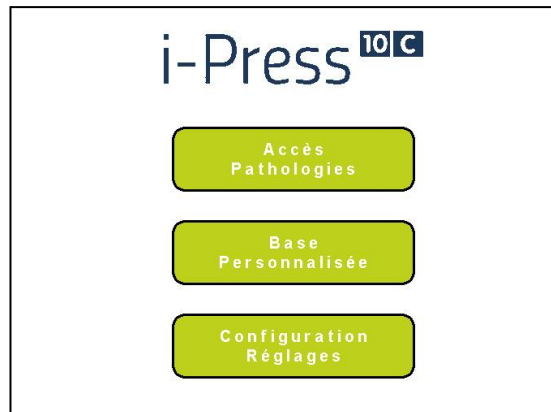 i-Press 10 C
Accès
Pathologies
Base
Personnalisée
Configuration
Réglages